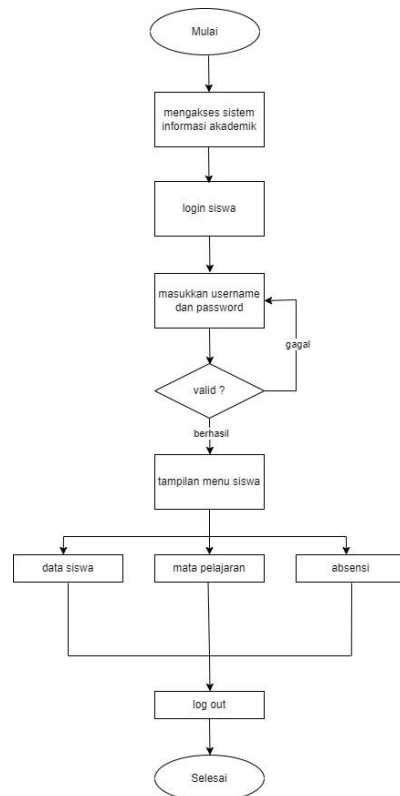 Mulai
mengakses sistem
informasi akademik
login siswa
masukkan username
dan password
gagal
valid ?
berhasil
tampilan menu siswa
data siswa
mata pelajaran
absensi
log out
Selesai